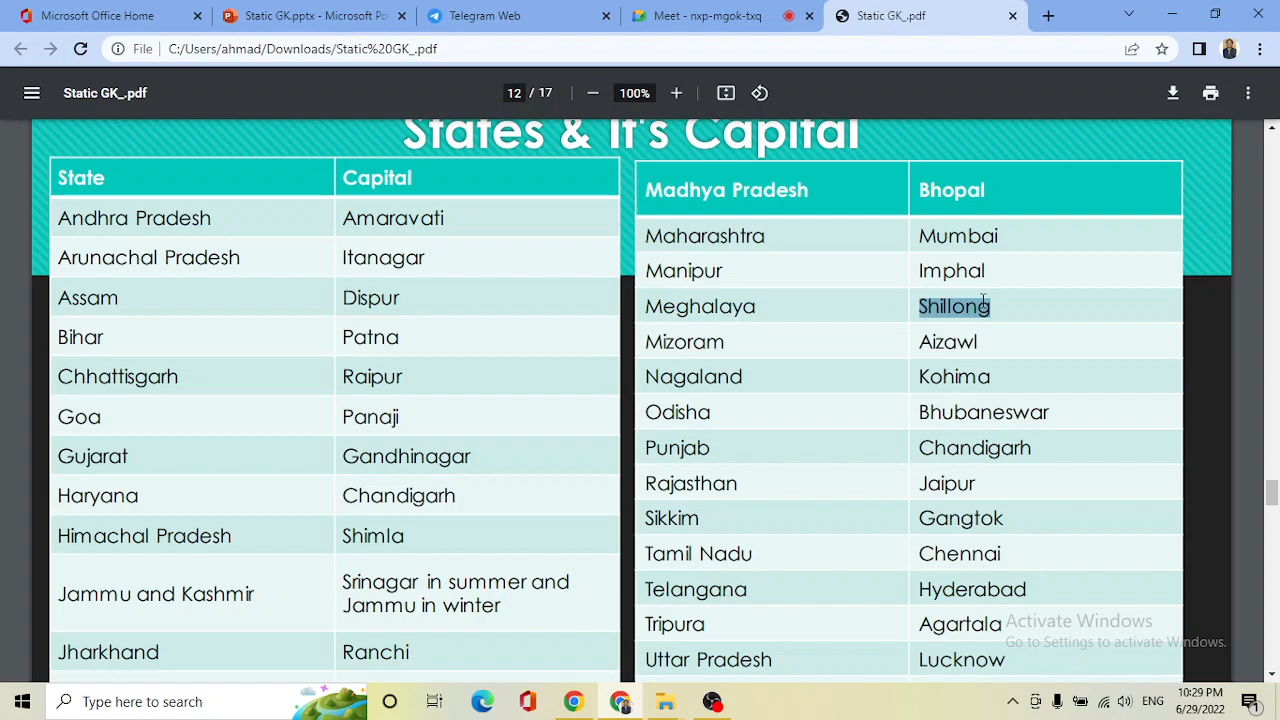 Microsoft Office Home
Static GK.pptx - Microsoft Po
Telegram Web
Meet - nxp-mgok-txq
Static GK_.pdf
File
C:/Users/ahmad/Downloads/Static%20GK_.pdf
Static GK_.pdf
12 / 17
100%
States & It's Capital
State Capital
Andhra Pradesh Amaravati
Arunachal Pradesh Itanagar
Assam Dispur
Bihar Patna
Chhattisgarh Raipur
Goa Panaji
Gujarat Gandhinagar
Haryana Chandigarh
Himachal Pradesh Shimla
Jammu and Kashmir Srinagar in summer and
Jammu in winter
Jharkhand Ranchi
Madhya Pradesh Bhopal
Maharashtra Mumbai
Manipur Imphal
Meghalaya Shillong
Mizoram Aizawl
Nagaland Kohima
Odisha Bhubaneswar
Punjab Chandigarh
Rajasthan Jaipur
Sikkim Gangtok
Tamil Nadu Chennai
Telangana Hyderabad
Tripura Agartala
Uttar Pradesh Lucknow
Activate Windows
Go to Settings to activate Windows.
Type here to search
ENG
10:29 PM
6/29/2022
1